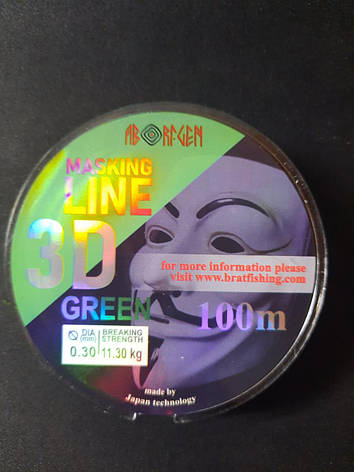 ABORIGEN
MASKING
LINE
3D
GREEN
for more information please
visit www.bratfishing.com
100m
DIA (mm) BREAKING STRENGTH
0.30 11.30 kg
made by
Japan technology